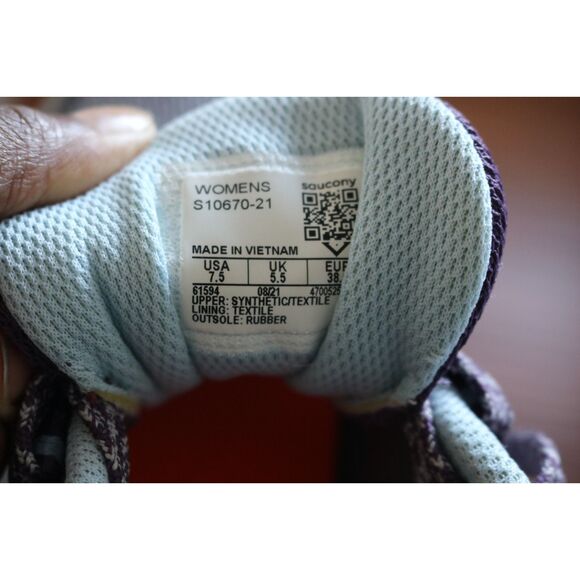 WOMENS
S10670-21
saucony
MADE IN VIETNAM
USA UK EUR
7.5 5.5 38.
61594 08/21 470052
UPPER: SYNTHETIC/TEXTILE
LINING: TEXTILE
OUTSOLE: RUBBER